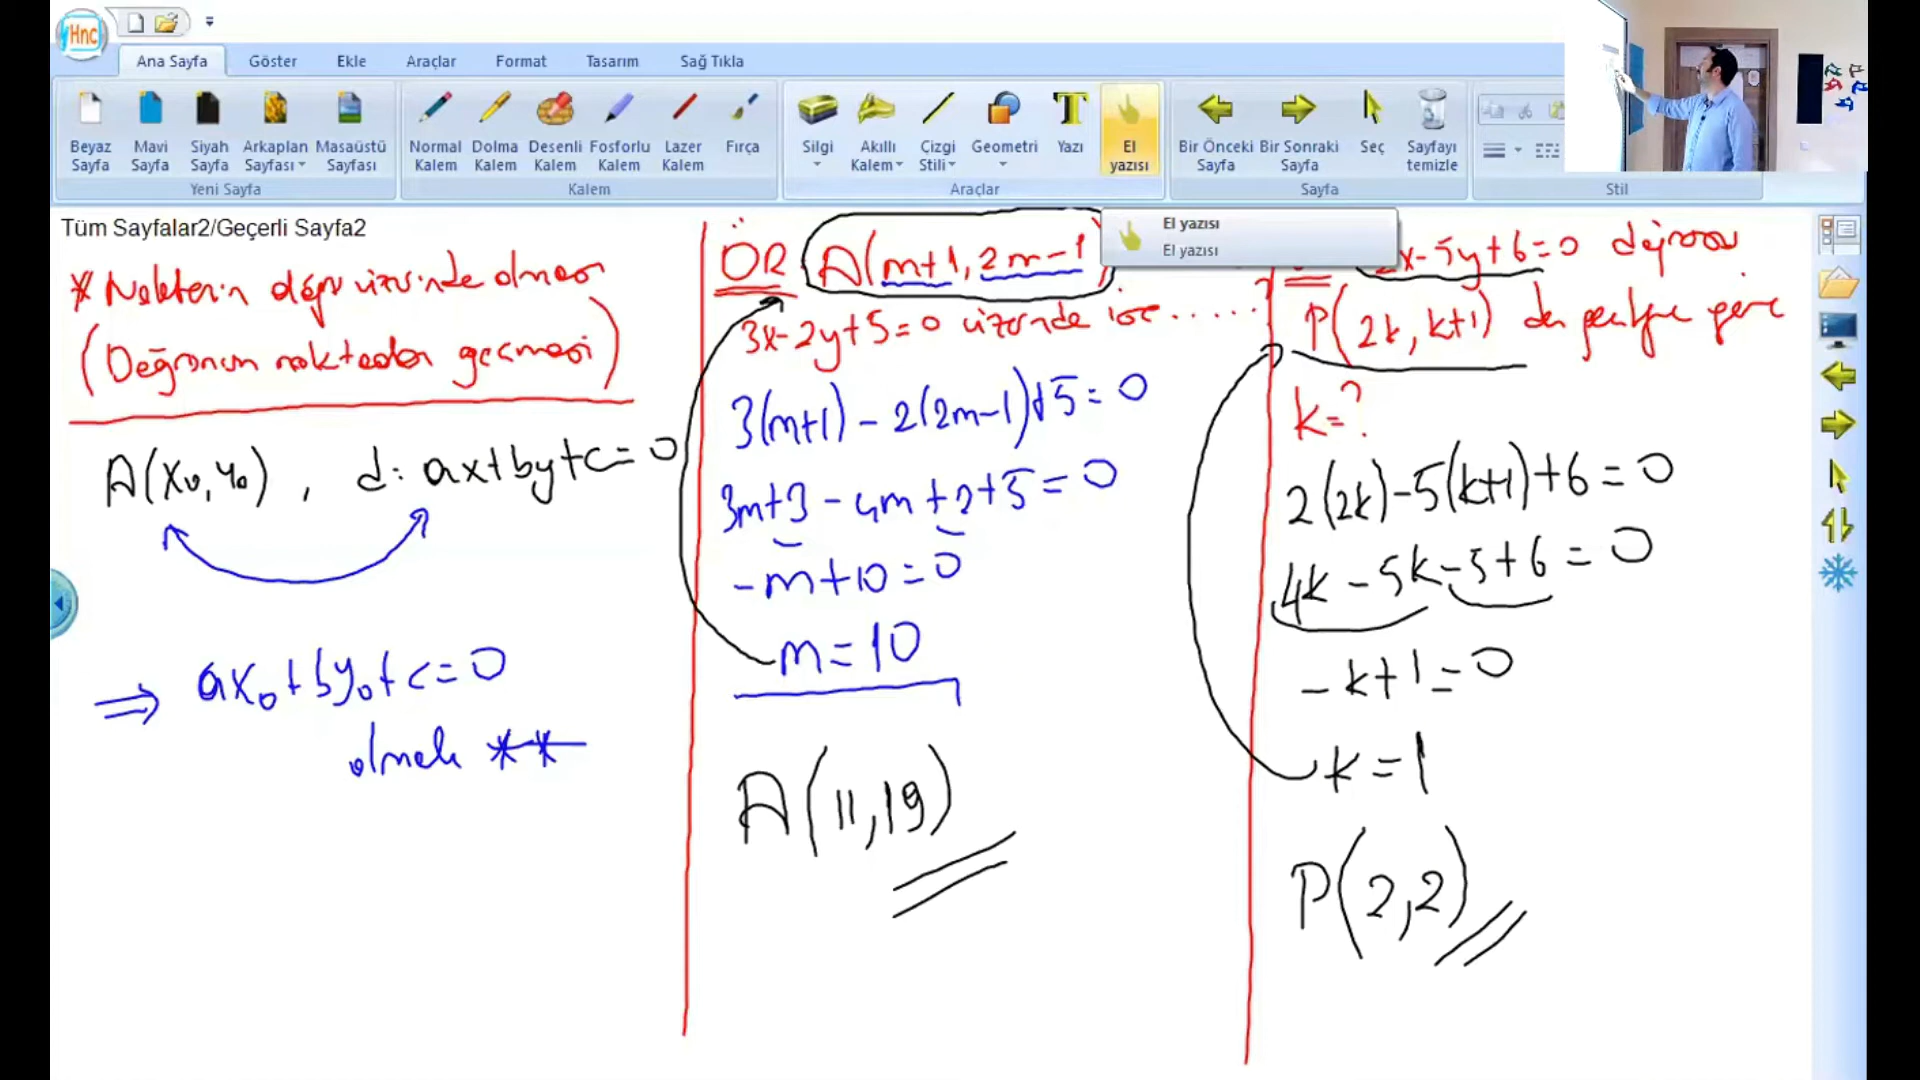 Hnc
Ana Sayfa Göster Ekle Araçlar Format Tasarım Sağ Tıkla
Beyaz Sayfa Mavi Sayfa Siyah Sayfa Arkaplan Sayfası Masaüstü Sayfası
Yeni Sayfa
Normal Kalem Dolma Kalem Desenli Kalem Fosforlu Kalem Lazer Kalem Fırça
Kalem
Silgi Akıllı Kalem Çizgi Stili Geometri Yazı El yazısı
Araçlar
Bir Önceki Sayfa Bir Sonraki Sayfa Seç Sayfayı temizle
Sayfa
Stil
El yazısı
El yazısı
Tüm Sayfalar2/Geçerli Sayfa2
* Noktanın doğru üzerinde olması
(Doğrunun noktadan geçmesi)
A(x₀,y₀), d: ax+by+c=0
⇒ ax₀+by₀+c=0
olmalı **
ÖR A(m+1, 2m-1)
3x-2y+5=0 üzerinde ise .....?
3(m+1)-2(2m-1)+5=0
3m+3-4m+2+5=0
-m+10=0
m=10
A(11,19)
2x-5y+6=0 doğrusu
P(2k, k+1) den geçtiğine göre
k=?
2(2k)-5(k+1)+6=0
4k-5k-5+6=0
-k+1=0
k=1
P(2,2)